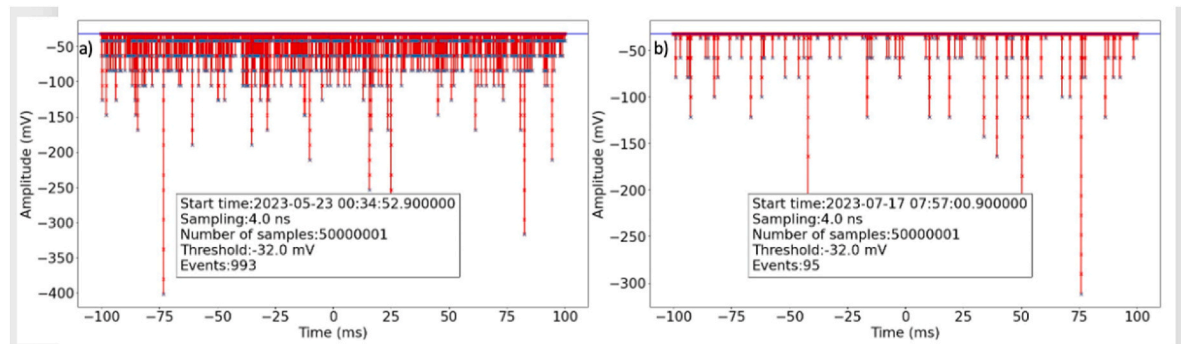 a)
−50
−100
−150
−200
−250
−300
−350
−400
Amplitude (mV)
Start time:2023-05-23 00:34:52.900000
Sampling:4.0 ns
Number of samples:50000001
Threshold:-32.0 mV
Events:993
−100 −75 −50 −25 0 25 50 75 100
Time (ms)
b)
−50
−100
−150
−200
−250
−300
Amplitude (mV)
Start time:2023-07-17 07:57:00.900000
Sampling:4.0 ns
Number of samples:50000001
Threshold:-32.0 mV
Events:95
−100 −75 −50 −25 0 25 50 75 100
Time (ms)